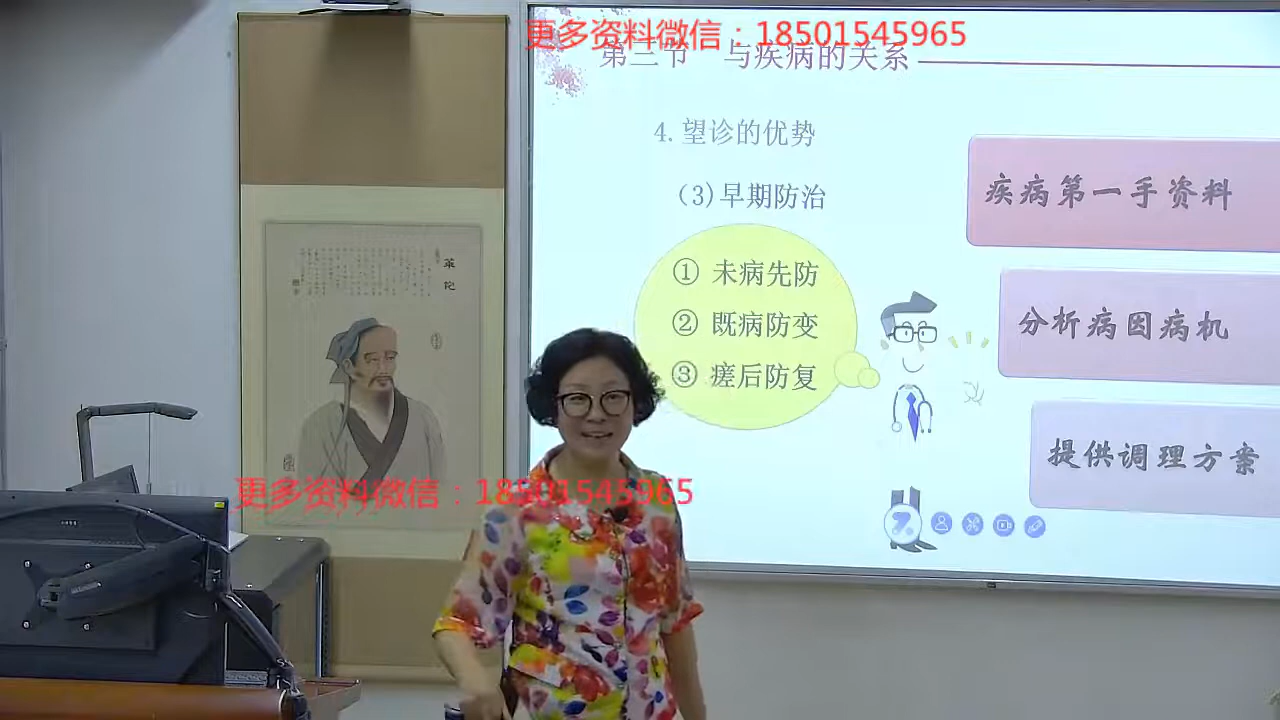 更多资料微信：18501545965
第三节 与疾病的关系
4.望诊的优势
（3)早期防治
① 未病先防
② 既病防变
③ 瘥后防复
疾病第一手资料
分析病因病机
提供调理方案
华佗
更多资料微信：18501545965